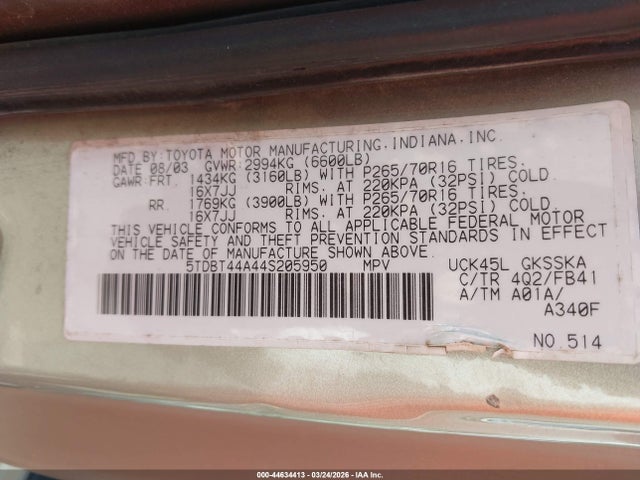 MFD.BY:TOYOTA MOTOR MANUFACTURING,INDIANA,INC.
DATE 08/03 GVWR:2994KG (6600LB)
GAWR:FRT. 1434KG (3160LB) WITH P265/70R16 TIRES,
16X7JJ RIMS, AT 220KPA (32PSI) COLD.
RR. 1769KG (3900LB) WITH P265/70R16 TIRES,
16X7JJ RIMS, AT 220KPA (32PSI) COLD.
THIS VEHICLE CONFORMS TO ALL APPLICABLE FEDERAL MOTOR
VEHICLE SAFETY AND THEFT PREVENTION STANDARDS IN EFFECT
ON THE DATE OF MANUFACTURE SHOWN ABOVE.
5TDBT44A44S205950 MPV UCK45L GKSSKA
C/TR 4Q2/FB41
A/TM A01A/
A340F
NO.514
000-44634413 | 03/24/2026 | IAA Inc.